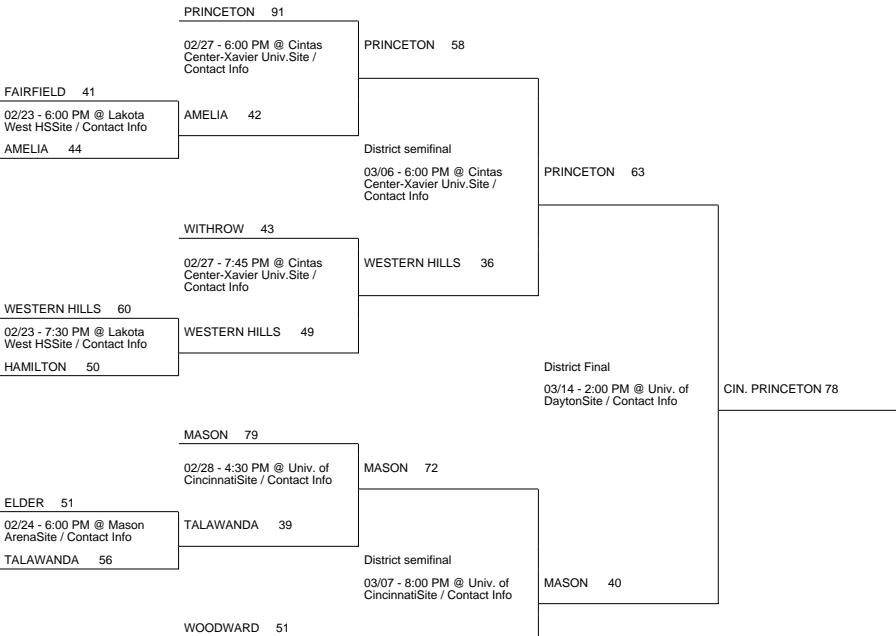 PRINCETON 91
02/27 - 6:00 PM @ Cintas
Center-Xavier Univ.Site /
Contact Info
PRINCETON 58
FAIRFIELD 41
02/23 - 6:00 PM @ Lakota
West HSSite / Contact Info
AMELIA 42
AMELIA 44
District semifinal
03/06 - 6:00 PM @ Cintas
Center-Xavier Univ.Site /
Contact Info
PRINCETON 63
WITHROW 43
02/27 - 7:45 PM @ Cintas
Center-Xavier Univ.Site /
Contact Info
WESTERN HILLS 36
WESTERN HILLS 60
02/23 - 7:30 PM @ Lakota
West HSSite / Contact Info
WESTERN HILLS 49
HAMILTON 50
District Final
03/14 - 2:00 PM @ Univ. of
DaytonSite / Contact Info
CIN. PRINCETON 78
MASON 79
02/28 - 4:30 PM @ Univ. of
CincinnatiSite / Contact Info
MASON 72
ELDER 51
02/24 - 6:00 PM @ Mason
ArenaSite / Contact Info
TALAWANDA 39
TALAWANDA 56
District semifinal
03/07 - 8:00 PM @ Univ. of
CincinnatiSite / Contact Info
MASON 40
WOODWARD 51